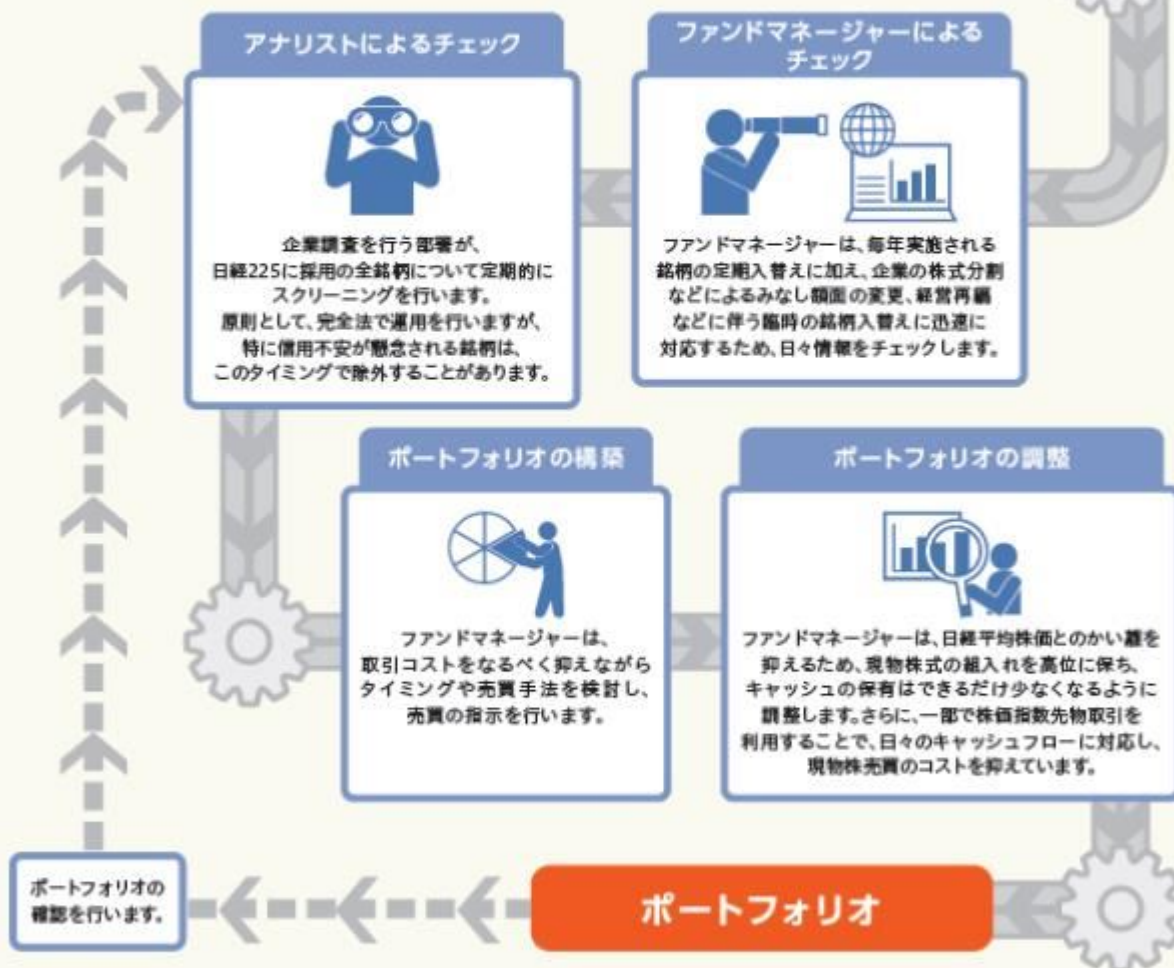 アナリストによるチェック
企業調査を行う部署が、
日経225に採用の全銘柄について定期的に
スクリーニングを行います。
原則として、完全法で運用を行いますが、
特に信用不安が懸念される銘柄は、
このタイミングで除外することがあります。
ファンドマネージャーによる
チェック
ファンドマネージャーは、毎年実施される
銘柄の定期入替えに加え、企業の株式分割
などによるみなし額面の変更、経営再編
などに伴う臨時の銘柄入替えに迅速に
対応するため、日々情報をチェックします。
ポートフォリオの構築
ファンドマネージャーは、
取引コストをなるべく抑えながら
タイミングや売買手法を検討し、
売買の指示を行います。
ポートフォリオの調整
ファンドマネージャーは、日経平均株価とのかい離を
抑えるため、現物株式の組入れを高位に保ち、
キャッシュの保有はできるだけ少なくなるように
調整します。さらに、一部で株価指数先物取引を
利用することで、日々のキャッシュフローに対応し、
現物株売買のコストを抑えています。
ポートフォリオ
ポートフォリオの
確認を行います。